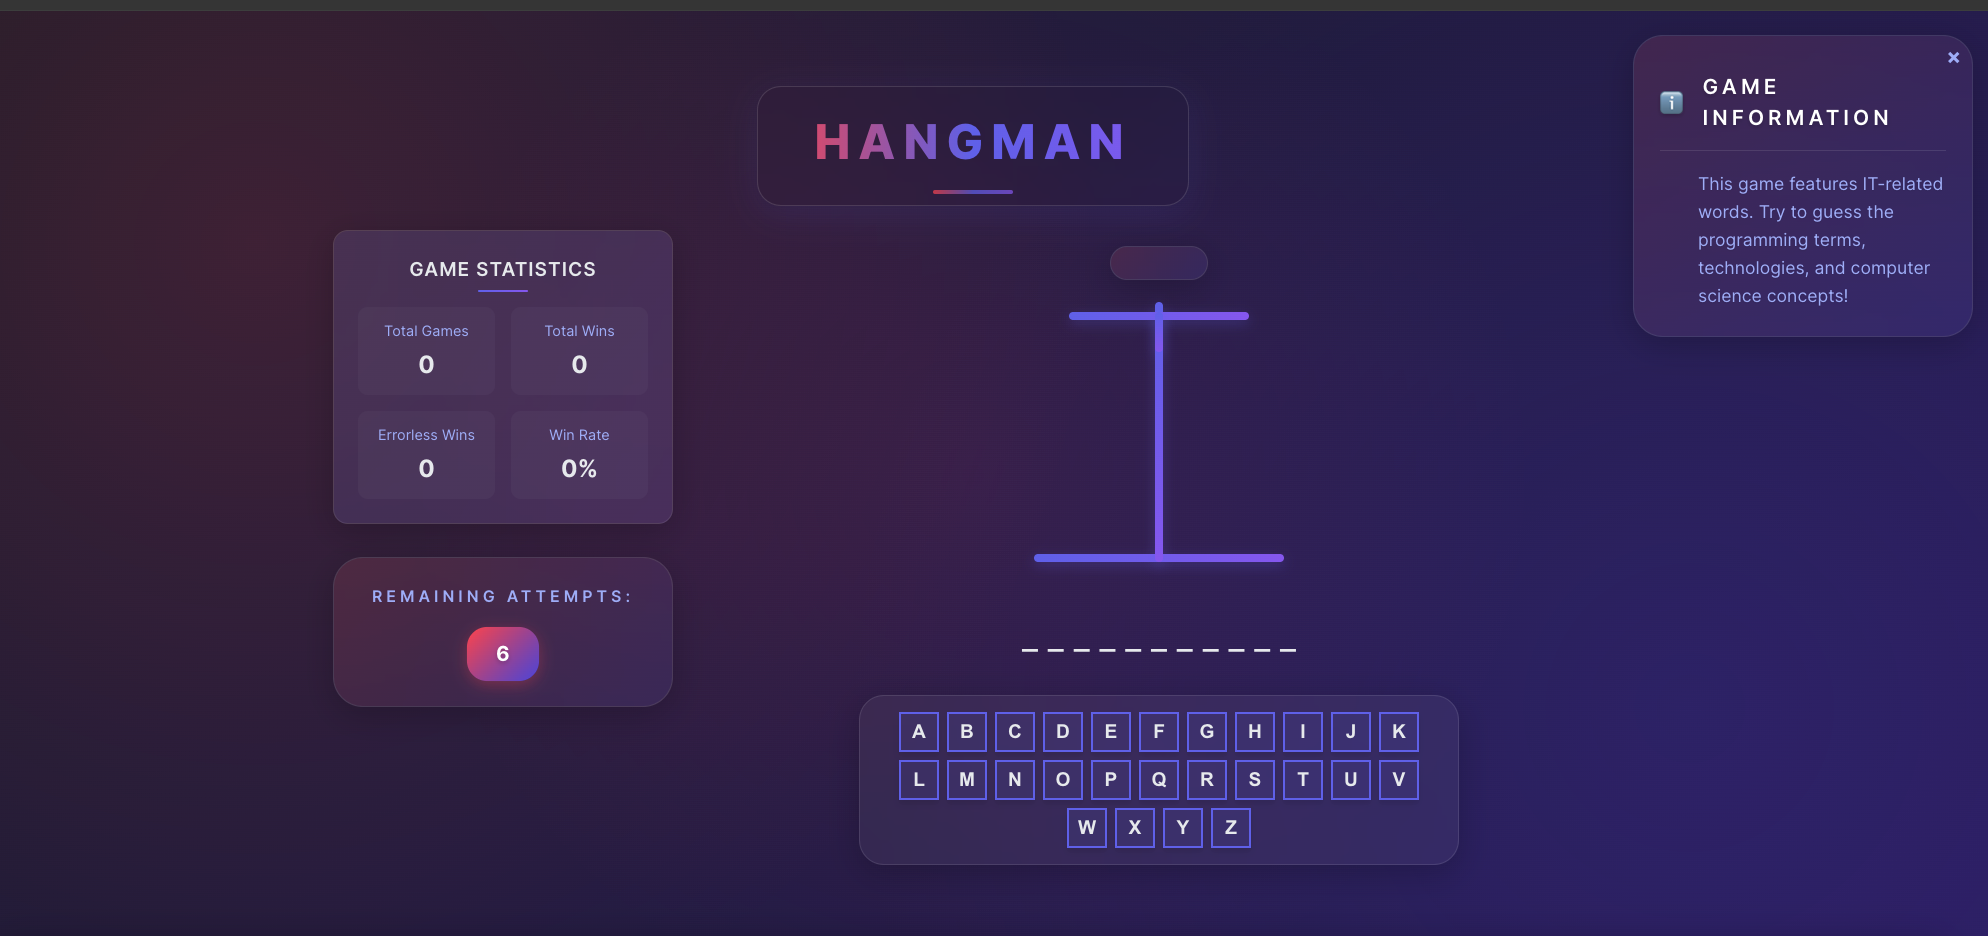 HANGMAN
GAME STATISTICS
Total Games
0
Total Wins
0
Errorless Wins
0
Win Rate
0%
REMAINING ATTEMPTS:
6
_ _ _ _ _ _ _ _ _ _ _
A B C D E F G H I J K
L M N O P Q R S T U V
W X Y Z
×
ℹ️ GAME
INFORMATION
This game features IT-related
words. Try to guess the
programming terms,
technologies, and computer
science concepts!